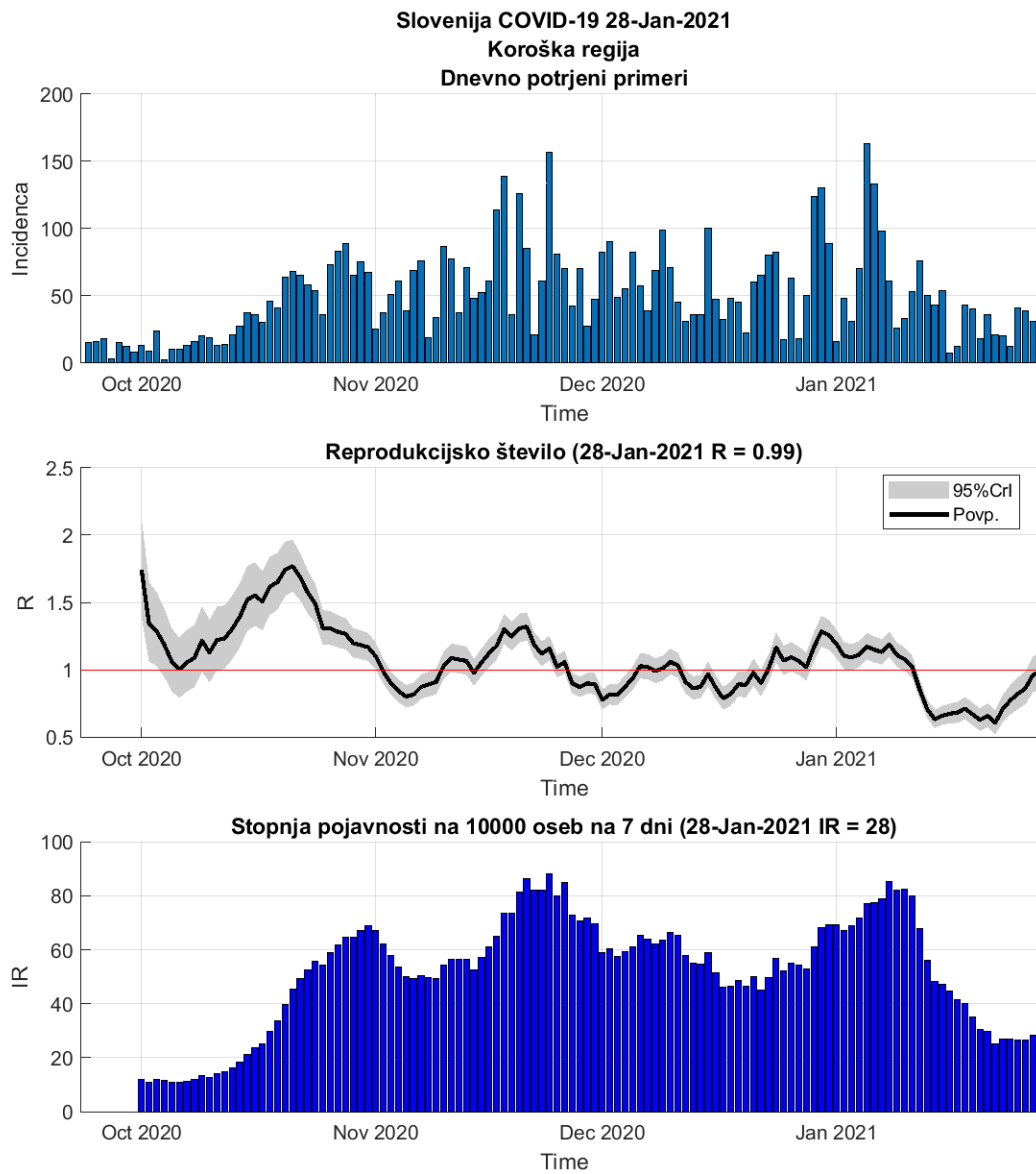 Slovenija COVID-19 28-Jan-2021
Koroška regija
Dnevno potrjeni primeri
200
150
100
50
0
Incidenca
Oct 2020 Nov 2020 Dec 2020 Jan 2021
Time
Reprodukcijsko število (28-Jan-2021 R = 0.99)
2.5
2
1.5
1
0.5
R
95%CrI
Povp.
Oct 2020 Nov 2020 Dec 2020 Jan 2021
Time
Stopnja pojavnosti na 10000 oseb na 7 dni (28-Jan-2021 IR = 28)
100
80
60
40
20
0
IR
Oct 2020 Nov 2020 Dec 2020 Jan 2021
Time